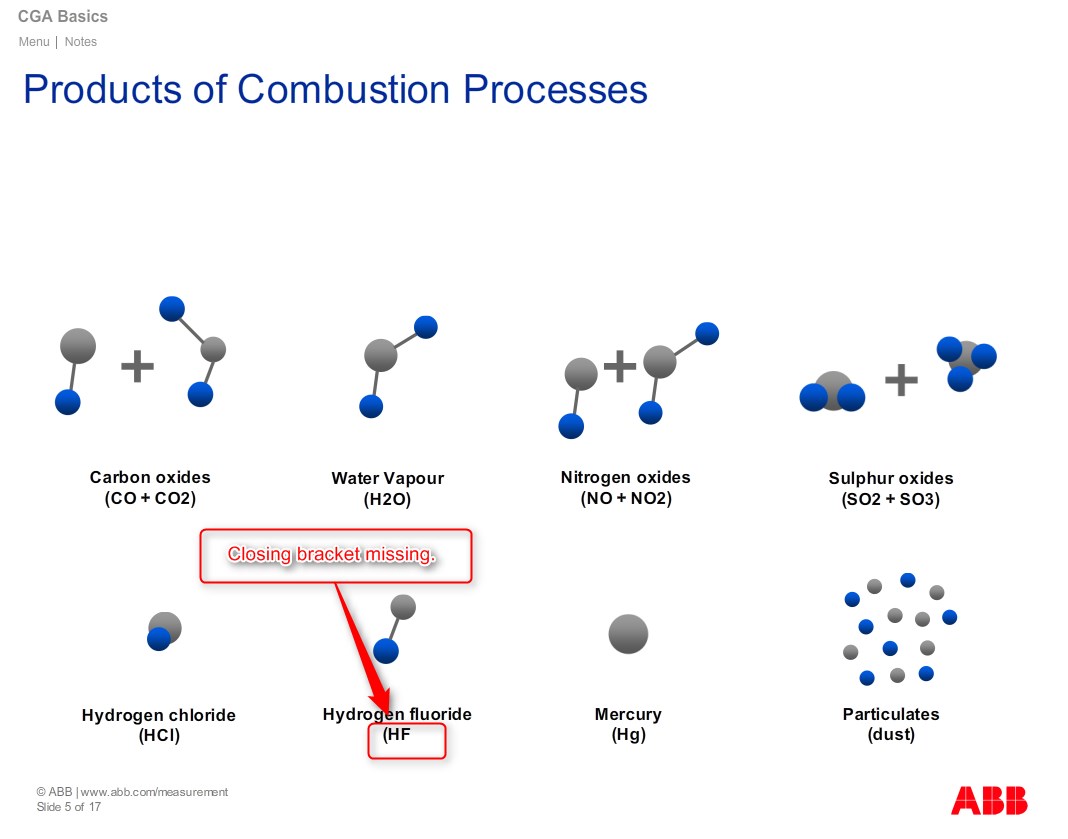 CGA Basics
Menu | Notes
Products of Combustion Processes
+
+
+
Carbon oxides
(CO + CO2)
Water Vapour
(H2O)
Nitrogen oxides
(NO + NO2)
Sulphur oxides
(SO2 + SO3)
Closing bracket missing.
Hydrogen chloride
(HCl)
Hydrogen fluoride
(HF
Mercury
(Hg)
Particulates
(dust)
© ABB | www.abb.com/measurement
Slide 5 of 17
ABB